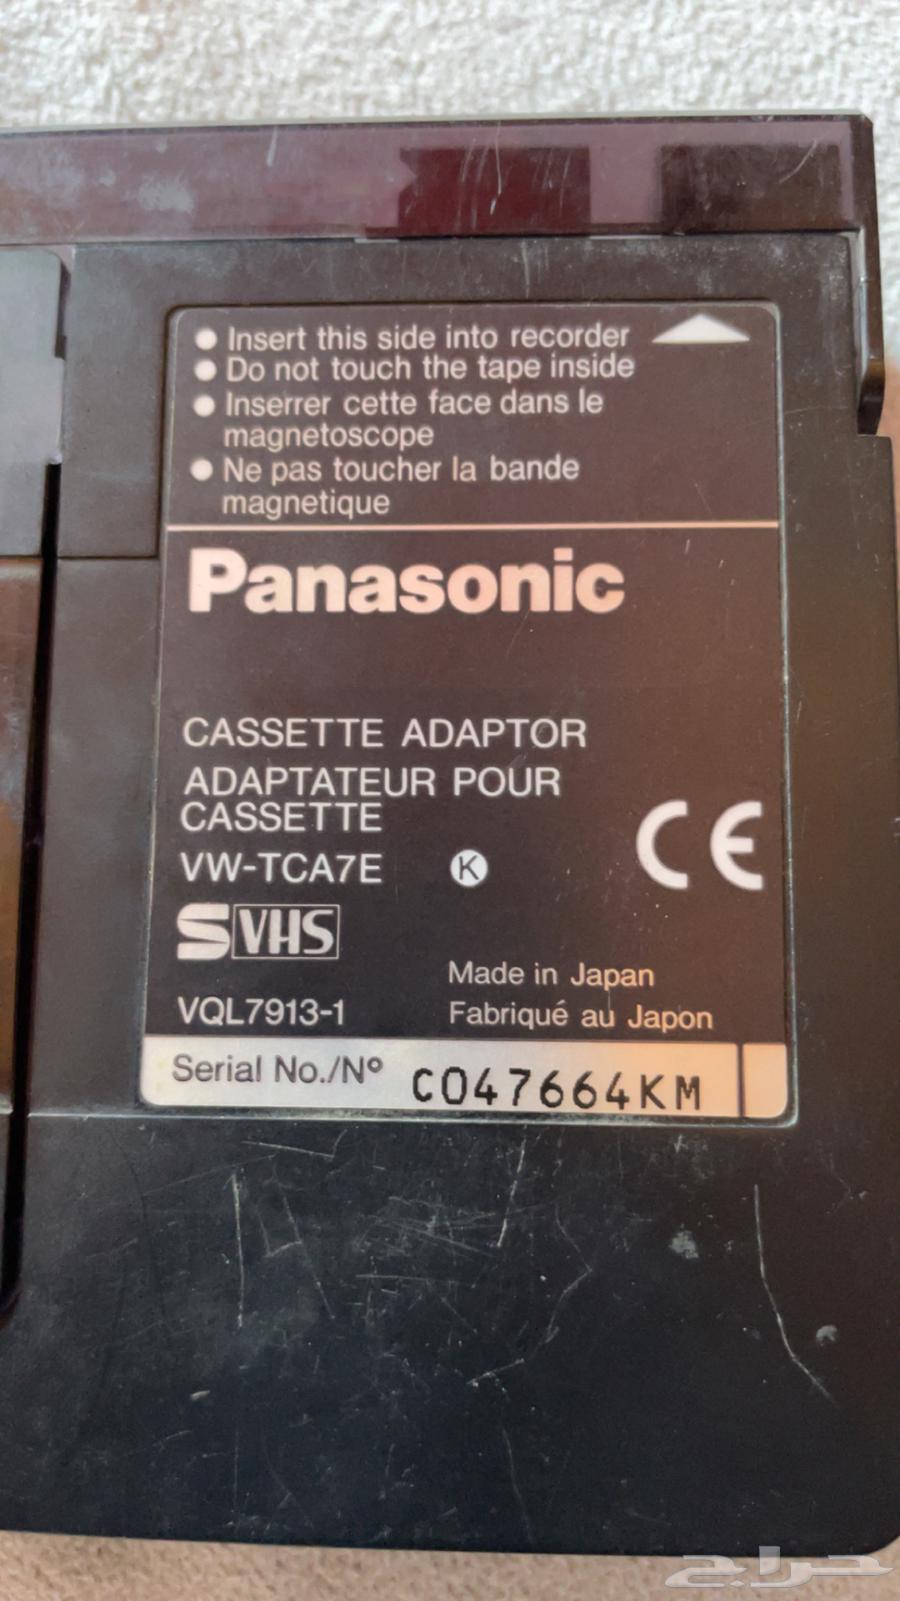 ● Insert this side into recorder
● Do not touch the tape inside
● Inserrer cette face dans le
magnetoscope
● Ne pas toucher la bande
magnetique
Panasonic
CASSETTE ADAPTOR
ADAPTATEUR POUR
CASSETTE
VW-TCA7E K CE
S VHS
Made in Japan
VQL7913-1 Fabriqué au Japon
Serial No./Nº C047664KM
حراج